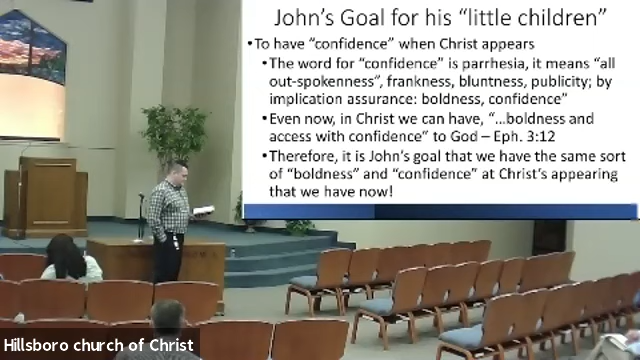 John's Goal for his "little children"
•To have "confidence" when Christ appears
•The word for "confidence" is parrhesia, it means "all
out-spokenness", frankness, bluntness, publicity; by
implication assurance: boldness, confidence"
•Even now, in Christ we can have, "...boldness and
access with confidence" to God – Eph. 3:12
•Therefore, it is John's goal that we have the same sort
of "boldness" and "confidence" at Christ's appearing
that we have now!
Hillsboro church of Christ